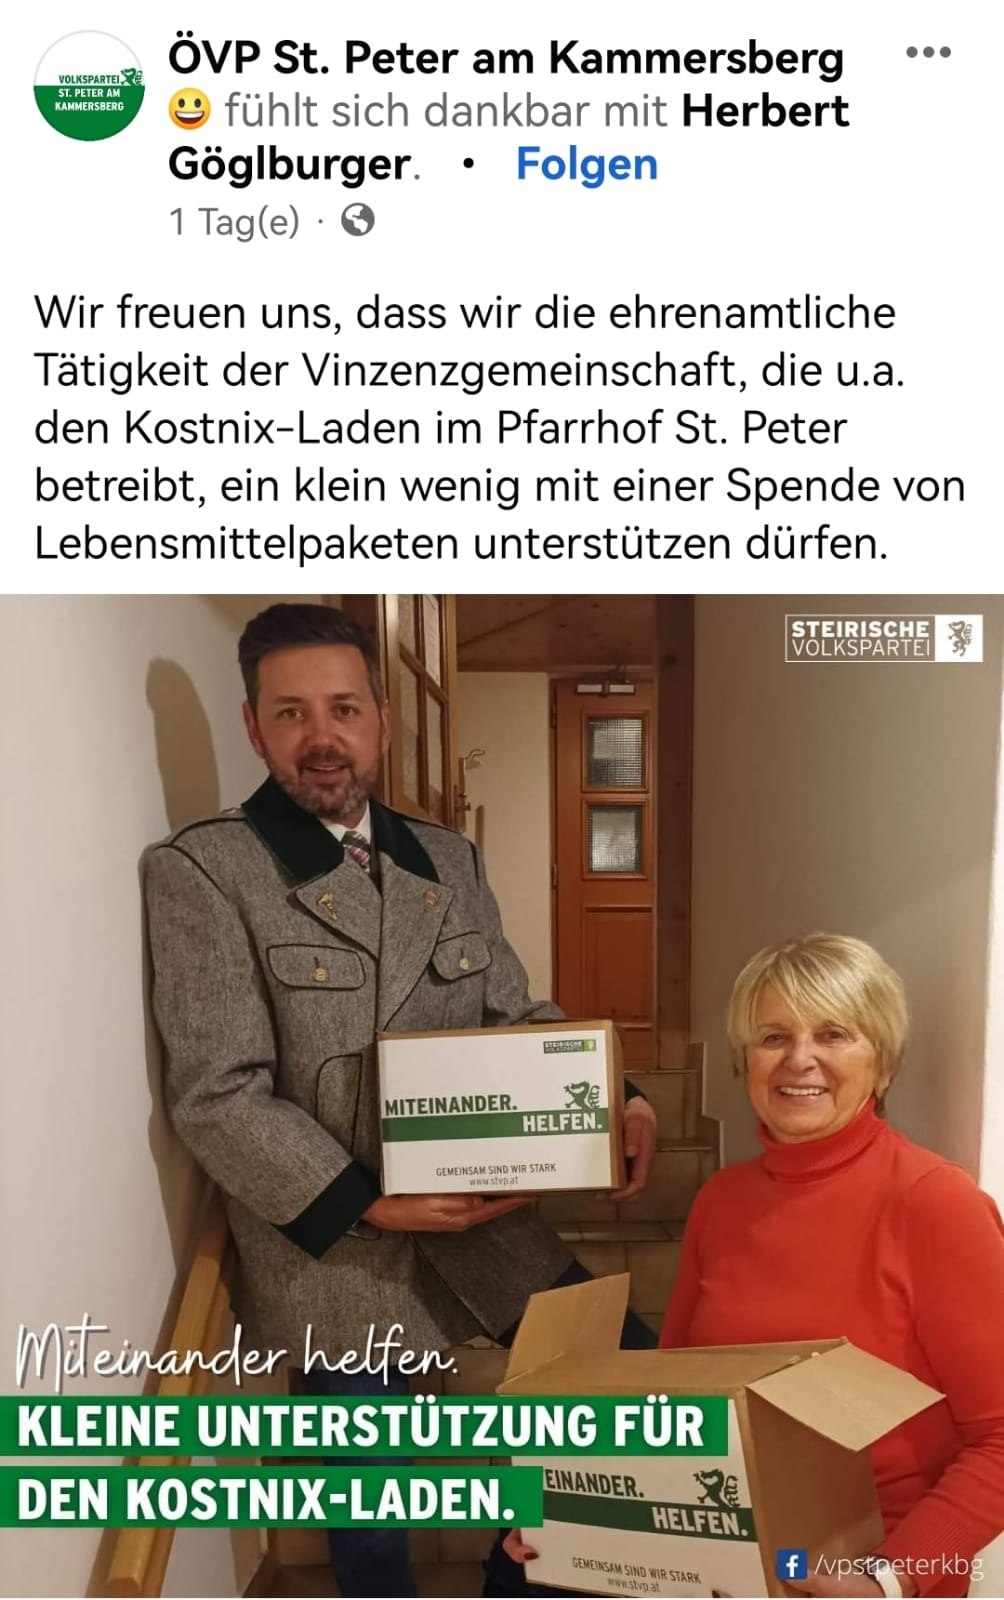 VOLKSPARTEI
ST. PETER AM
KAMMERSBERG
ÖVP St. Peter am Kammersberg
fühlt sich dankbar mit Herbert
Göglburger. • Folgen
1 Tag(e) ·
Wir freuen uns, dass wir die ehrenamtliche
Tätigkeit der Vinzenzgemeinschaft, die u.a.
den Kostnix-Laden im Pfarrhof St. Peter
betreibt, ein klein wenig mit einer Spende von
Lebensmittelpaketen unterstützen dürfen.
STEIRISCHE
VOLKSPARTEI
STEIRISCHE
VOLKSPARTEI
MITEINANDER.
HELFEN.
GEMEINSAM SIND WIR STARK
www.stvp.at
Miteinander helfen.
KLEINE UNTERSTÜTZUNG FÜR
DEN KOSTNIX-LADEN.
EINANDER.
HELFEN.
GEMEINSAM SIND WIR STARK
www.stvp.at
f /vpstpeterkbg